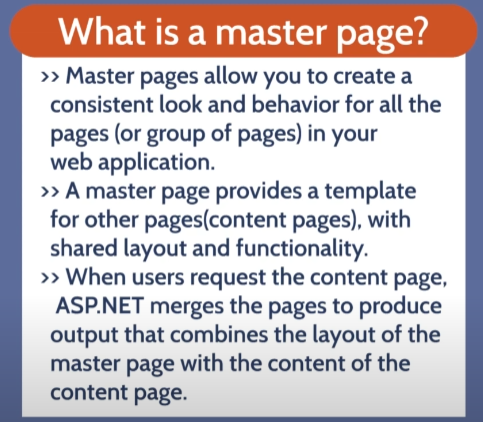 What is a master page?
>> Master pages allow you to create a
consistent look and behavior for all the
pages (or group of pages) in your
web application.
>> A master page provides a template
for other pages(content pages), with
shared layout and functionality.
>> When users request the content page,
ASP.NET merges the pages to produce
output that combines the layout of the
master page with the content of the
content page.